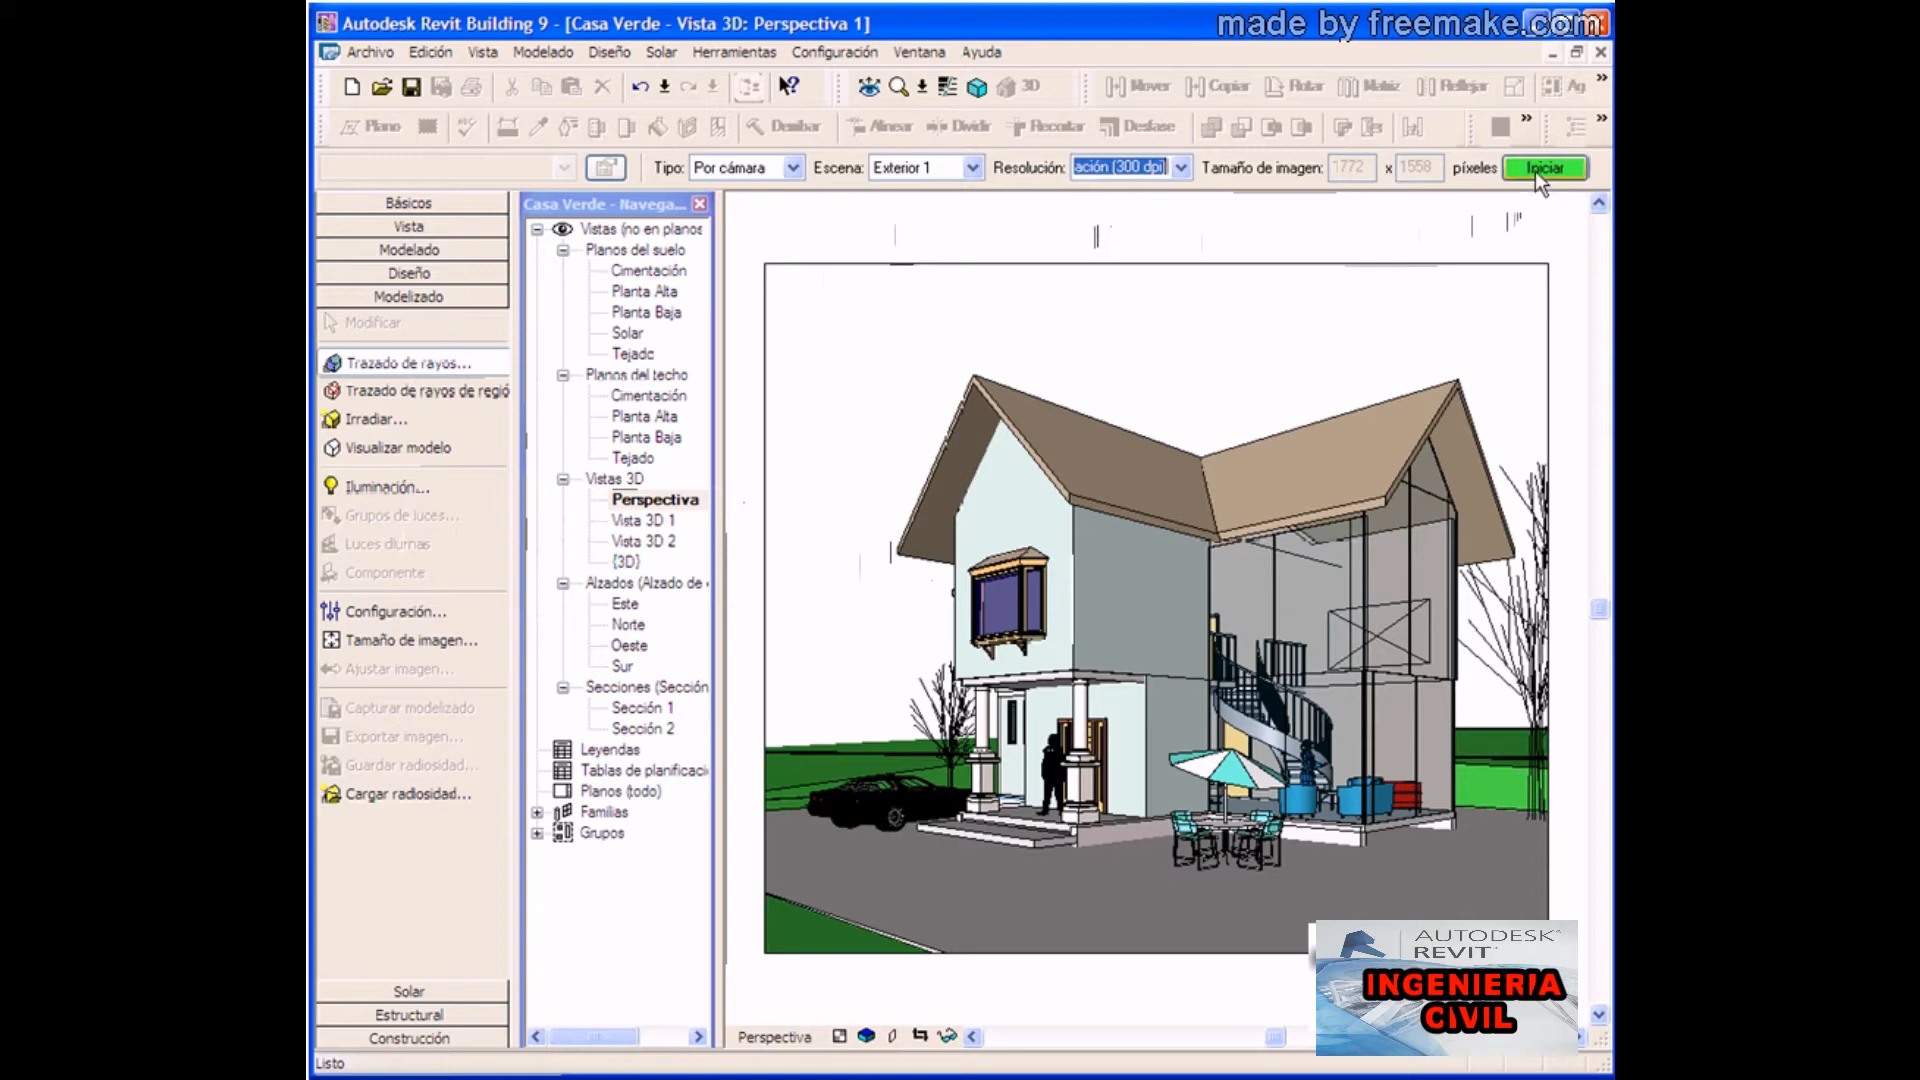 Autodesk Revit Building 9 - [Casa Verde - Vista 3D: Perspectiva 1]
made by freemake.com
Archivo Edición Vista Modelado Diseño Solar Herramientas Configuración Ventana Ayuda
3D Mover Copiar Rotar Matriz Reflejar Ag
Plano Derribar Alinear Dividir Recortar Desfase
Tipo: Por cámara Escena: Exterior 1 Resolución: ación (300 dpi) Tamaño de imagen: 1772 x 1558 píxeles Iniciar
Básicos
Vista
Modelado
Diseño
Modelizado
Modificar
Trazado de rayos...
Trazado de rayos de regió
Irradiar...
Visualizar modelo
Iluminación...
Grupos de luces...
Luces diurnas
Componente
Configuración...
Tamaño de imagen...
Ajustar imagen...
Capturar modelizado
Exportar imagen...
Guardar radiosidad...
Cargar radiosidad...
Solar
Estructural
Construcción
Listo
Casa Verde - Navega...
Vistas (no en planos
Planos del suelo
Cimentación
Planta Alta
Planta Baja
Solar
Tejado
Planos del techo
Cimentación
Planta Alta
Planta Baja
Tejado
Vistas 3D
Perspectiva
Vista 3D 1
Vista 3D 2
{3D}
Alzados (Alzado de
Este
Norte
Oeste
Sur
Secciones (Sección
Sección 1
Sección 2
Leyendas
Tablas de planificaci
Planos (todo)
Familias
Grupos
Perspectiva
AUTODESK
REVIT
INGENIERIA
CIVIL